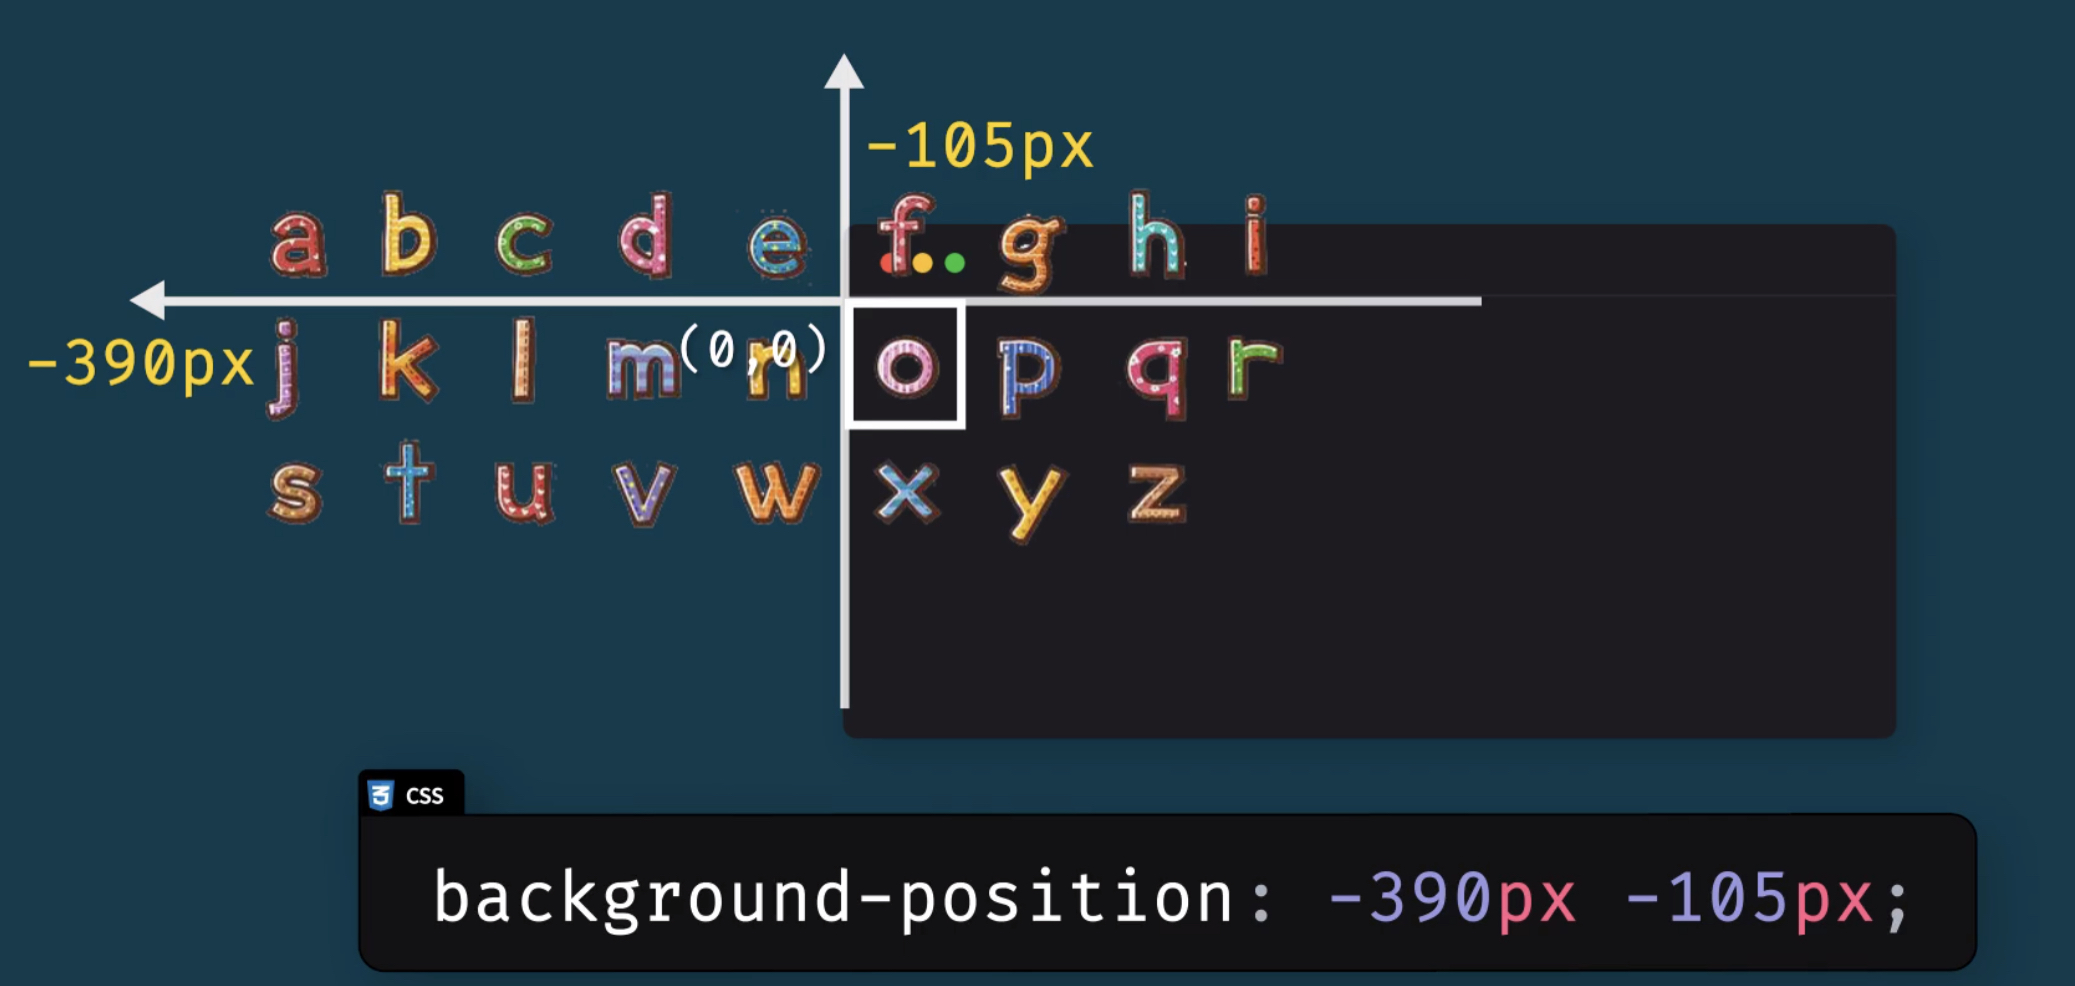 -105px
a b c d e f g h i
-390px
j k l m n o p q r
(0,0)
s t u v w x y z
CSS
background-position: -390px -105px;